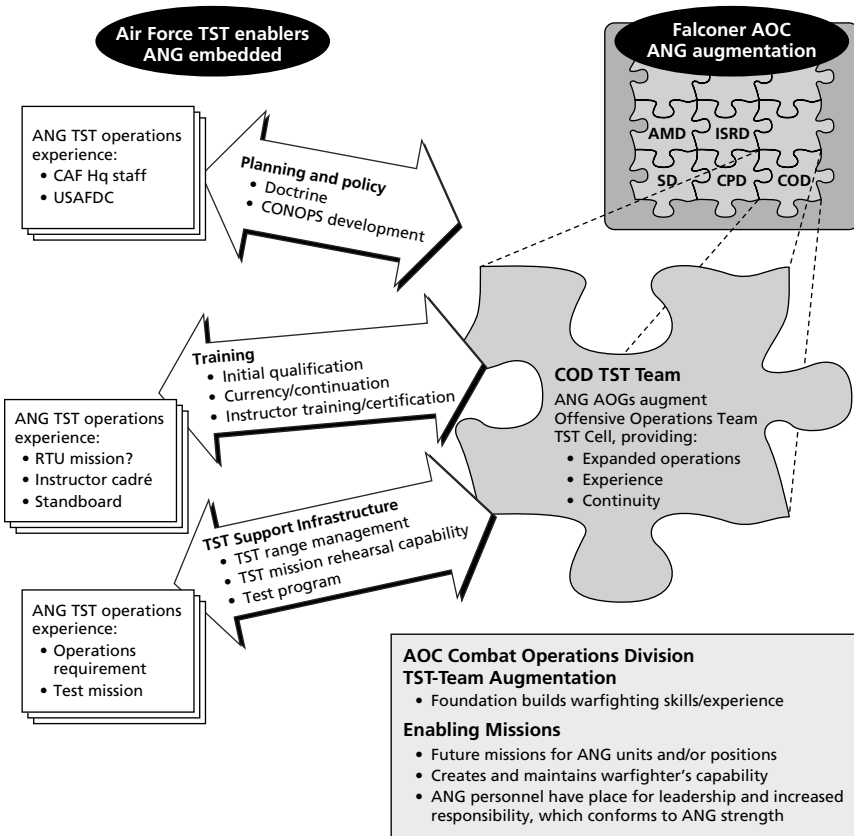 Air Force TST enablers
ANG embedded
Falconer AOC
ANG augmentation
AMD
ISRD
SD
CPD
COD
ANG TST operations
experience:
• CAF Hq staff
• USAFDC
Planning and policy
• Doctrine
• CONOPS development
Training
• Initial qualification
• Currency/continuation
• Instructor training/certification
ANG TST operations
experience:
• RTU mission?
• Instructor cadré
• Standboard
TST Support Infrastructure
• TST range management
• TST mission rehearsal capability
• Test program
ANG TST operations
experience:
• Operations
requirement
• Test mission
COD TST Team
ANG AOGs augment
Offensive Operations Team
TST Cell, providing:
• Expanded operations
• Experience
• Continuity
AOC Combat Operations Division
TST-Team Augmentation
• Foundation builds warfighting skills/experience
Enabling Missions
• Future missions for ANG units and/or positions
• Creates and maintains warfighter’s capability
• ANG personnel have place for leadership and increased
responsibility, which conforms to ANG strength